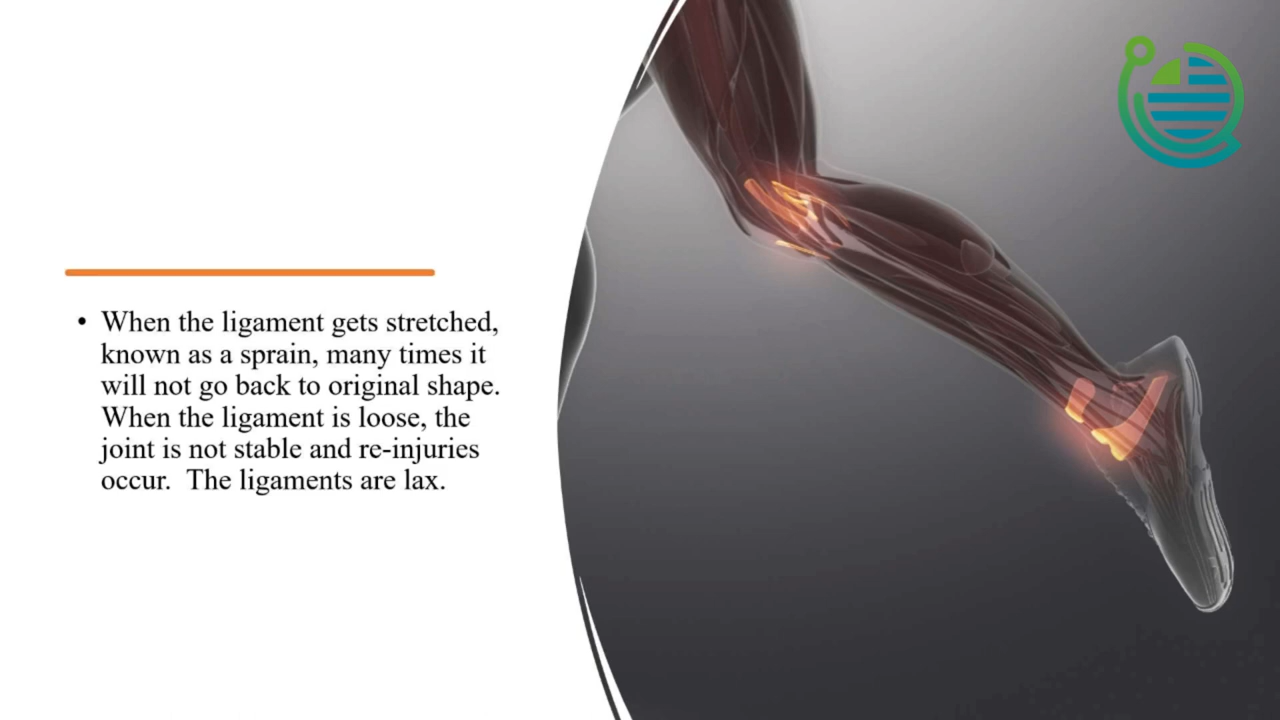 • When the ligament gets stretched,
known as a sprain, many times it
will not go back to original shape.
When the ligament is loose, the
joint is not stable and re-injuries
occur.  The ligaments are lax.